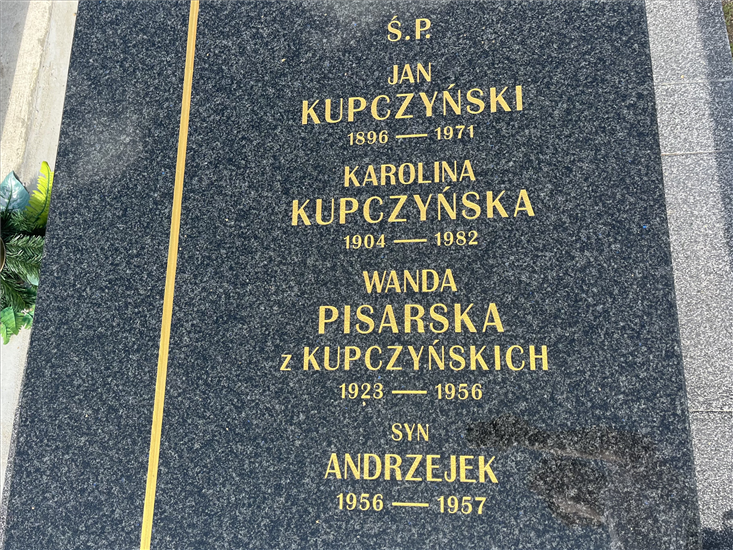 Ś.P.
JAN
KUPCZYŃSKI
1896 — 1971
KAROLINA
KUPCZYŃSKA
1904 — 1982
WANDA
PISARSKA
z KUPCZYŃSKICH
1923 — 1956
SYN
ANDRZEJEK
1956 — 1957